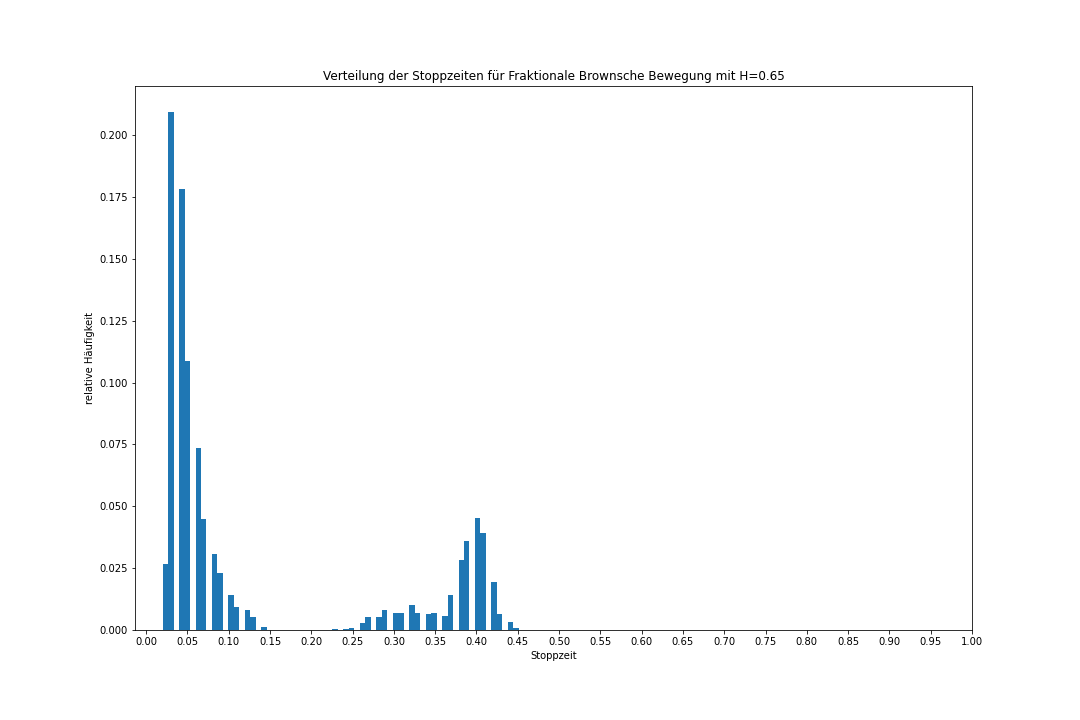 Verteilung der Stoppzeiten für Fraktionale Brownsche Bewegung mit H=0.65
relative Häufigkeit
0.200
0.175
0.150
0.125
0.100
0.075
0.050
0.025
0.000
0.00 0.05 0.10 0.15 0.20 0.25 0.30 0.35 0.40 0.45 0.50 0.55 0.60 0.65 0.70 0.75 0.80 0.85 0.90 0.95 1.00
Stoppzeit